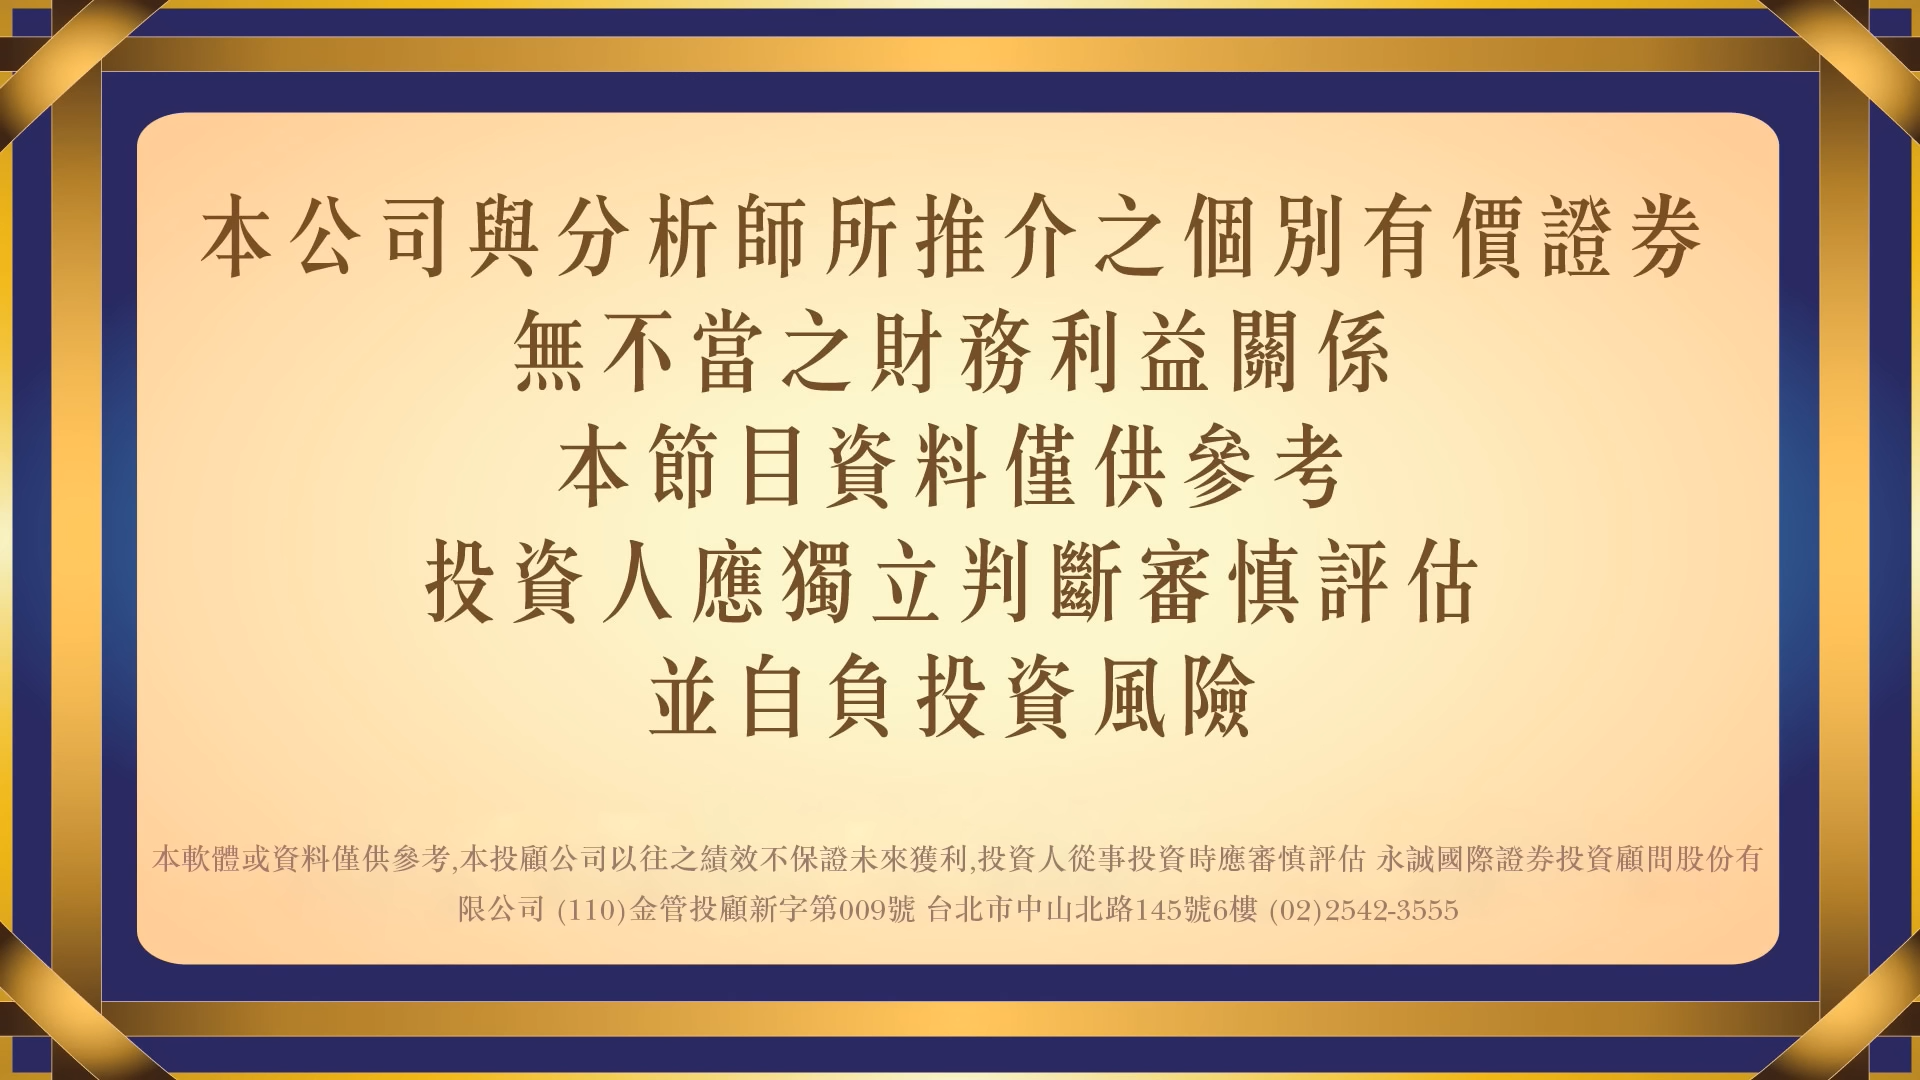 本公司與分析師所推介之個別有價證券
無不當之財務利益關係
本節目資料僅供參考
投資人應獨立判斷審慎評估
並自負投資風險
本軟體或資料僅供參考,本投顧公司以往之績效不保證未來獲利,投資人從事投資時應審慎評估 永誠國際證券投資顧問股份有
限公司 (110)金管投顧新字第009號 台北市中山北路145號6樓 (02)2542-3555